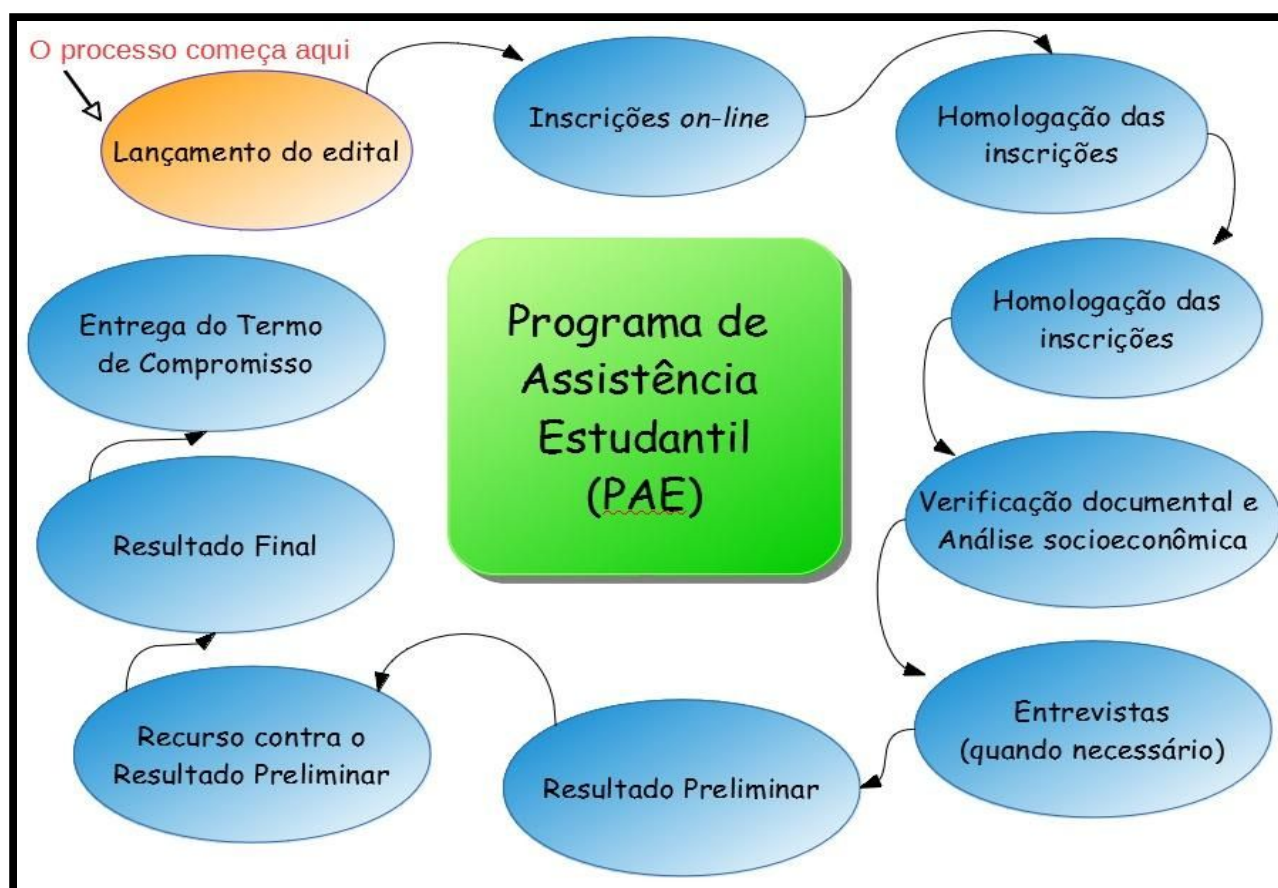 O processo começa aqui
Lançamento do edital
Inscrições on-line
Homologação das
inscrições
Homologação das
inscrições
Verificação documental e
Análise socioeconômica
Entrevistas
(quando necessário)
Resultado Preliminar
Recurso contra o
Resultado Preliminar
Resultado Final
Entrega do Termo
de Compromisso
Programa de
Assistência
Estudantil
(PAE)